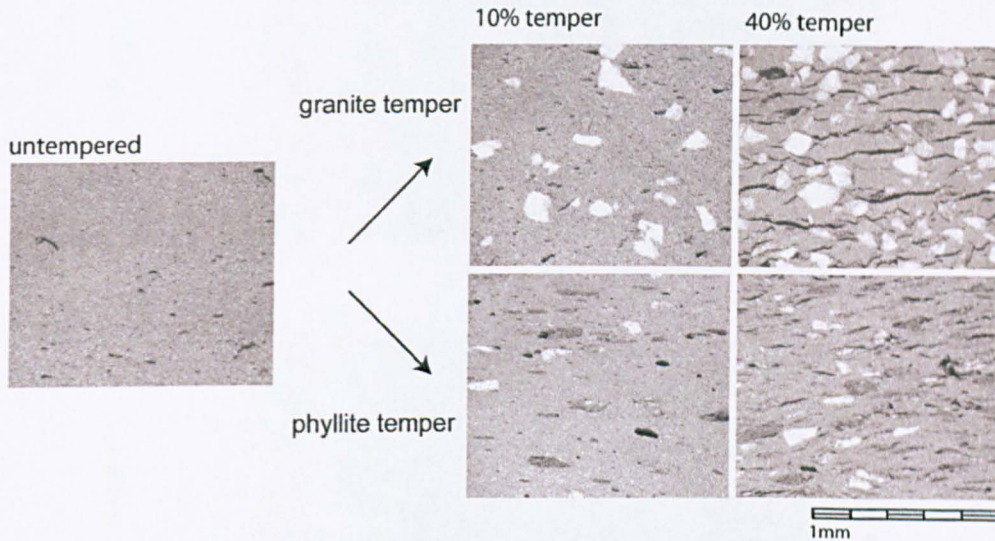 10% temper
40% temper
granite temper
untempered
phyllite temper
1mm